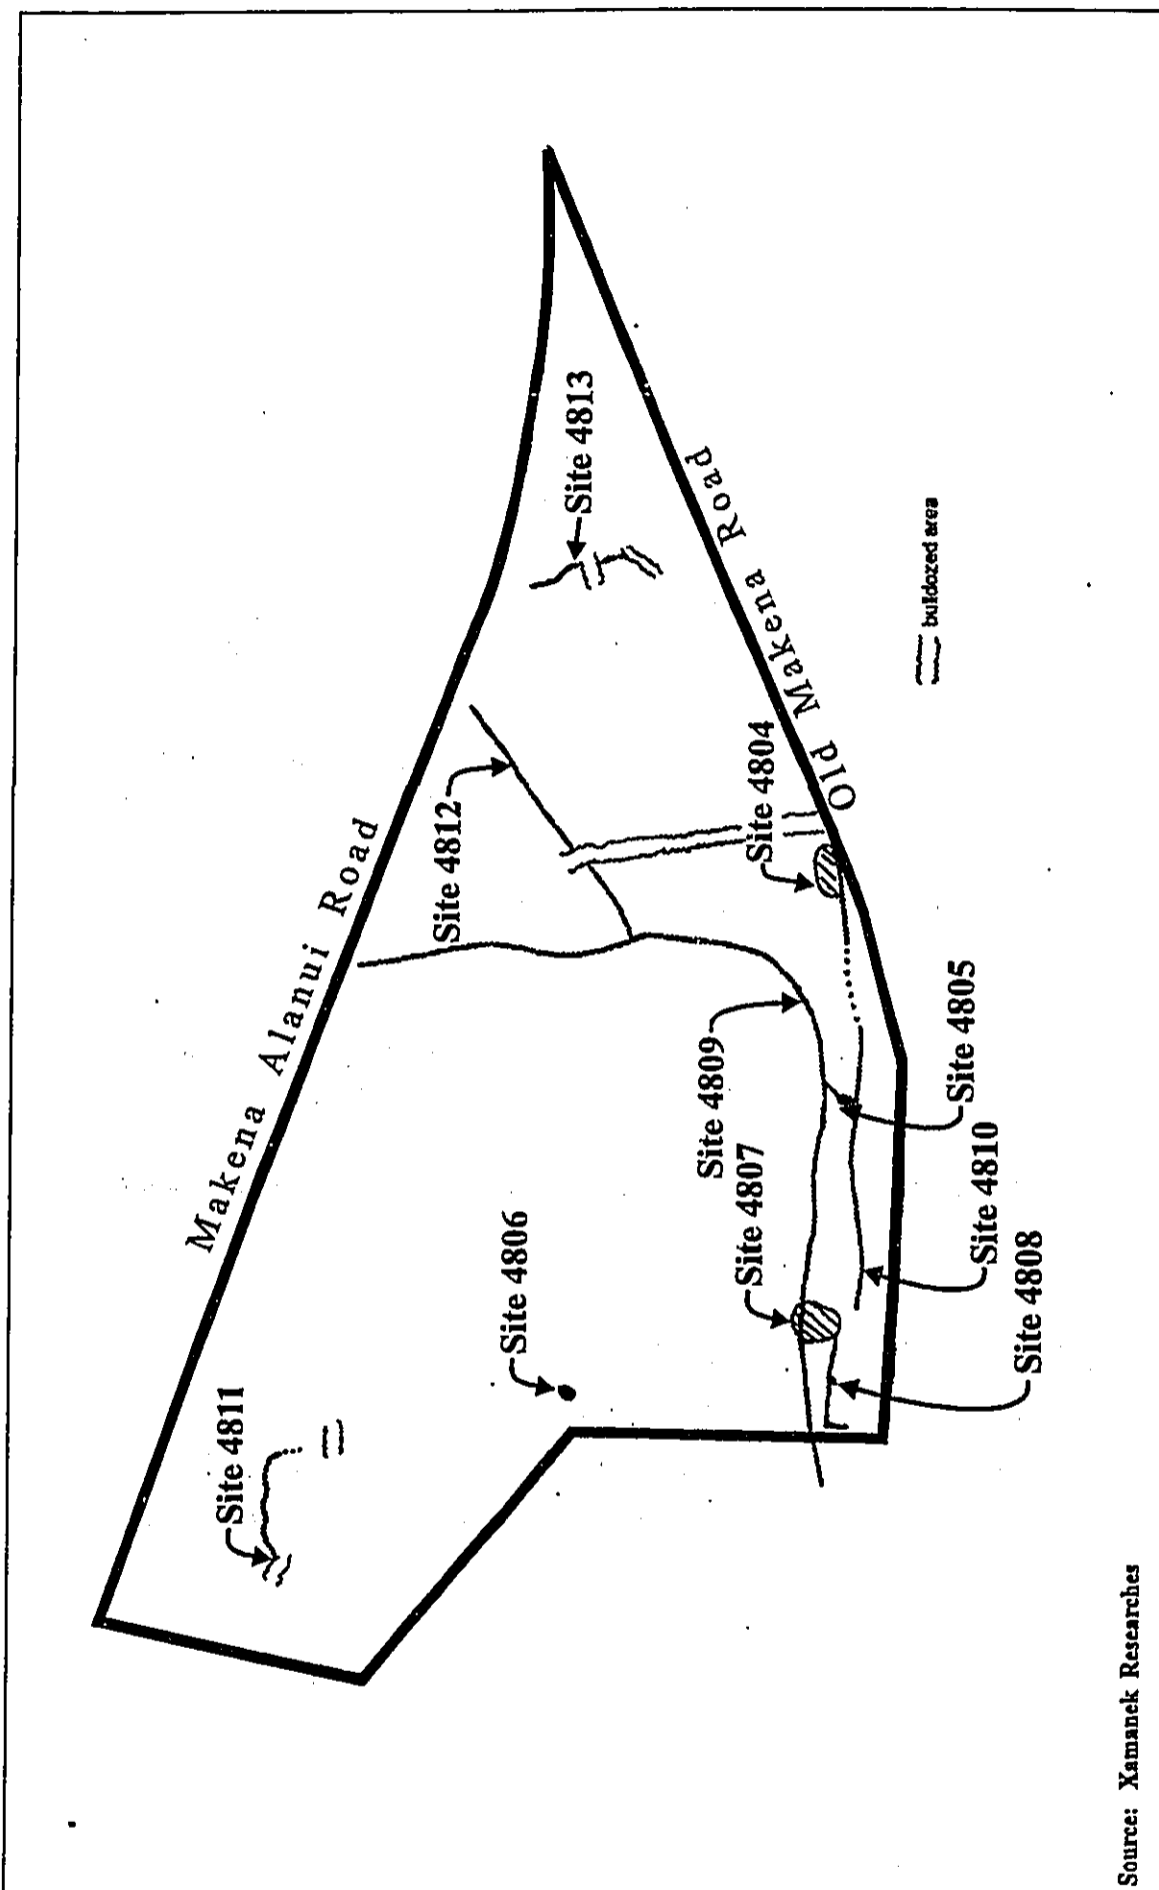 Makena Alanui Road
Site 4811
Site 4812
Site 4813
Site 4806
Site 4809
Site 4807
Site 4804
Old Makena Road
Site 4805
Site 4810
Site 4808
buldozed area
Source: Xamanek Researches